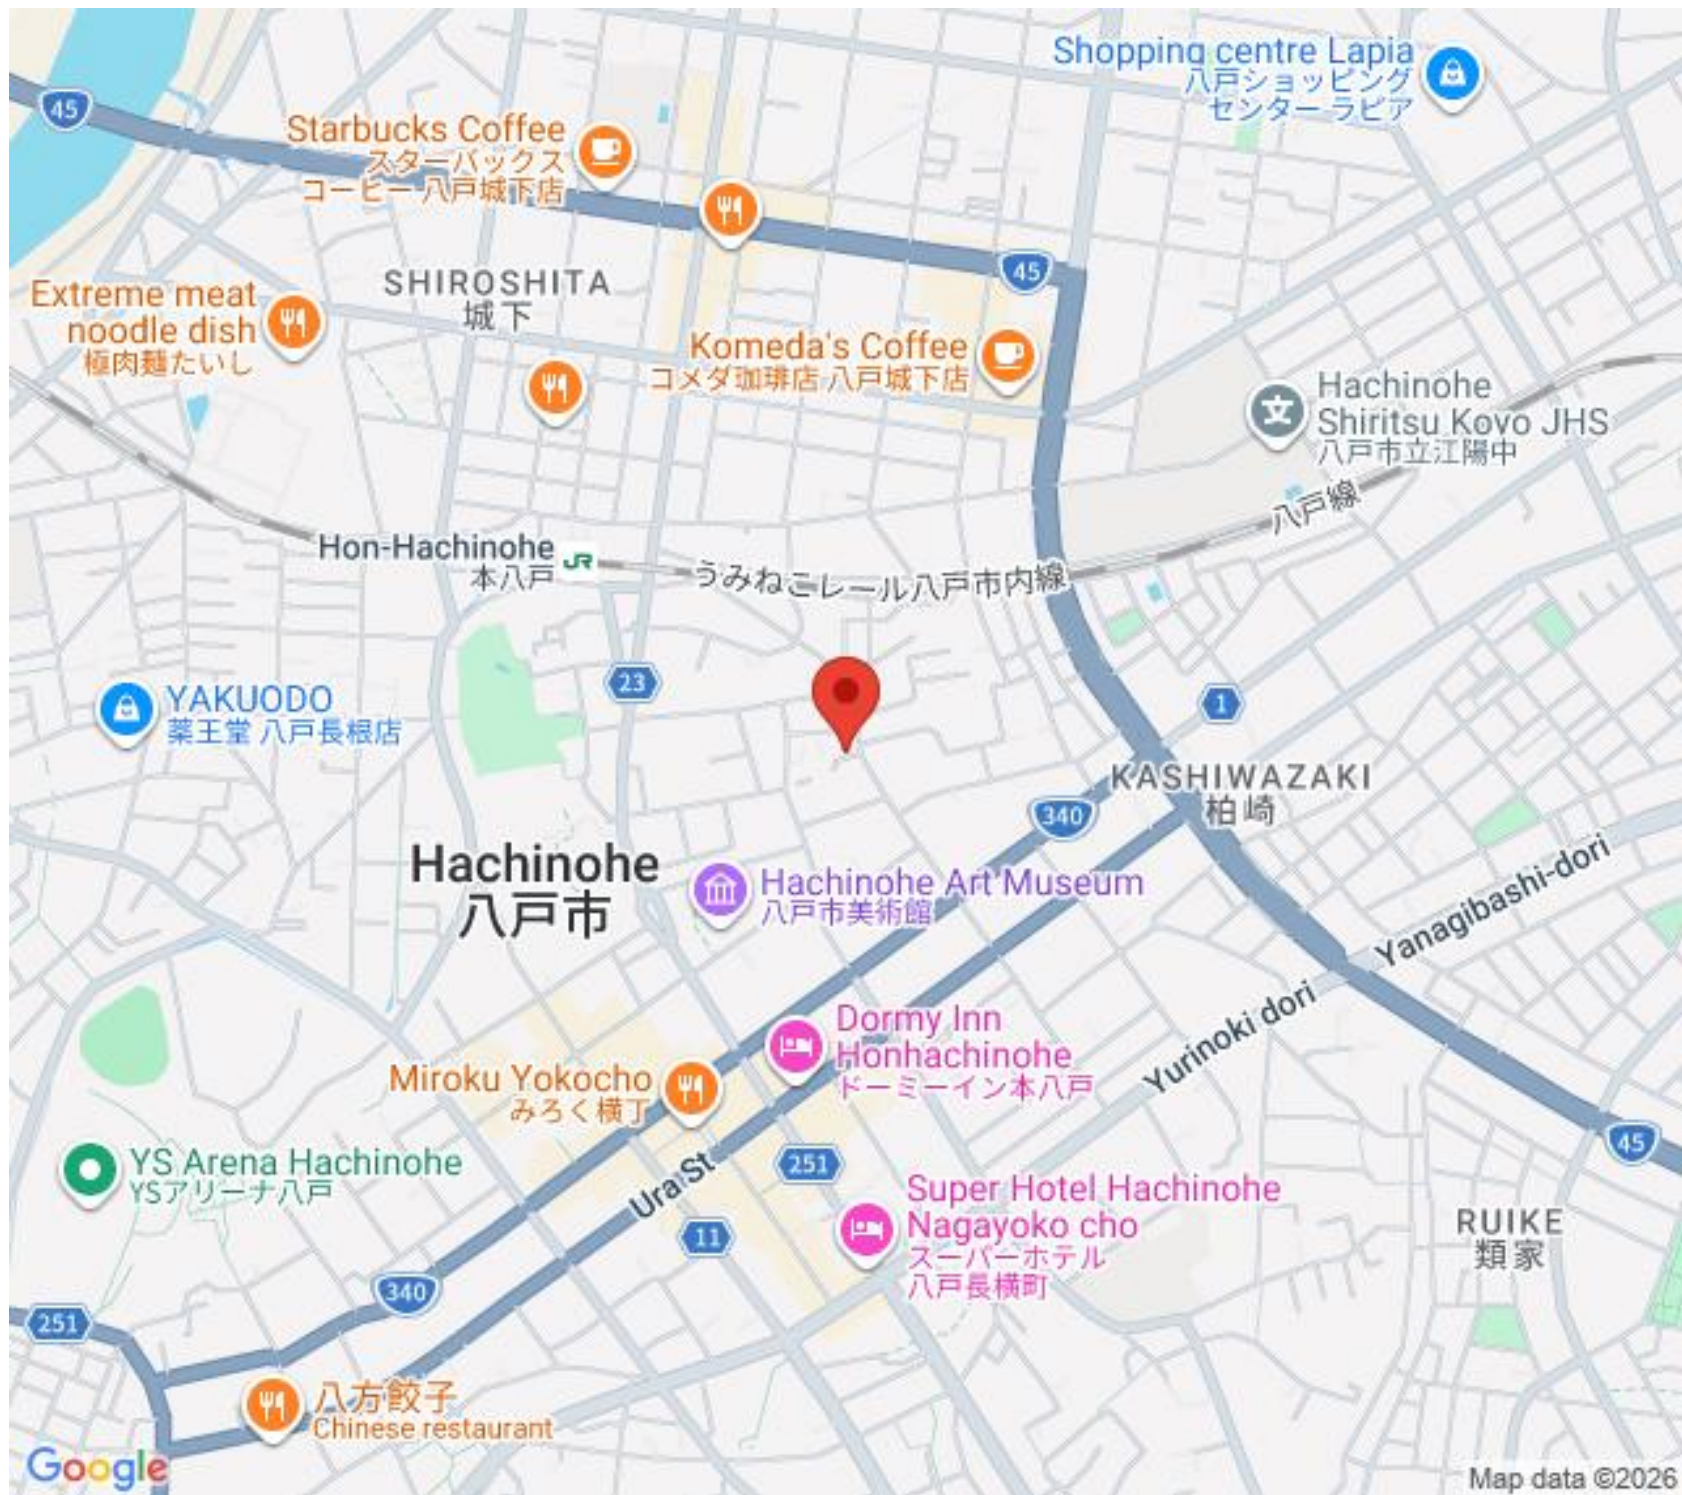 Shopping centre Lapia
八戸ショッピング
センター ラピア
45
Starbucks Coffee
スターバックス
コーヒー 八戸城下店
45
SHIROSHITA
城下
Extreme meat
noodle dish
極肉麺たいし
Komeda's Coffee
コメダ珈琲店 八戸城下店
Hachinohe
Shiritsu Koyo JHS
八戸市立江陽中
八戸線
Hon-Hachinohe
本八戸
JR
うみねこレール八戸市内線
23
YAKUODO
薬王堂 八戸長根店
1
KASHIWAZAKI
柏崎
340
Hachinohe
八戸市
Hachinohe Art Museum
八戸市美術館
Yanagibashi-dori
Yurinoki dori
Dormy Inn
Honhachinohe
ドーミーイン本八戸
Miroku Yokocho
みろく横丁
45
YS Arena Hachinohe
YSアリーナ八戸
251
Ura St
Super Hotel Hachinohe
Nagayoko cho
スーパーホテル
八戸長横町
11
RUIKE
類家
340
251
八方餃子
Chinese restaurant
Google
Map data ©2026